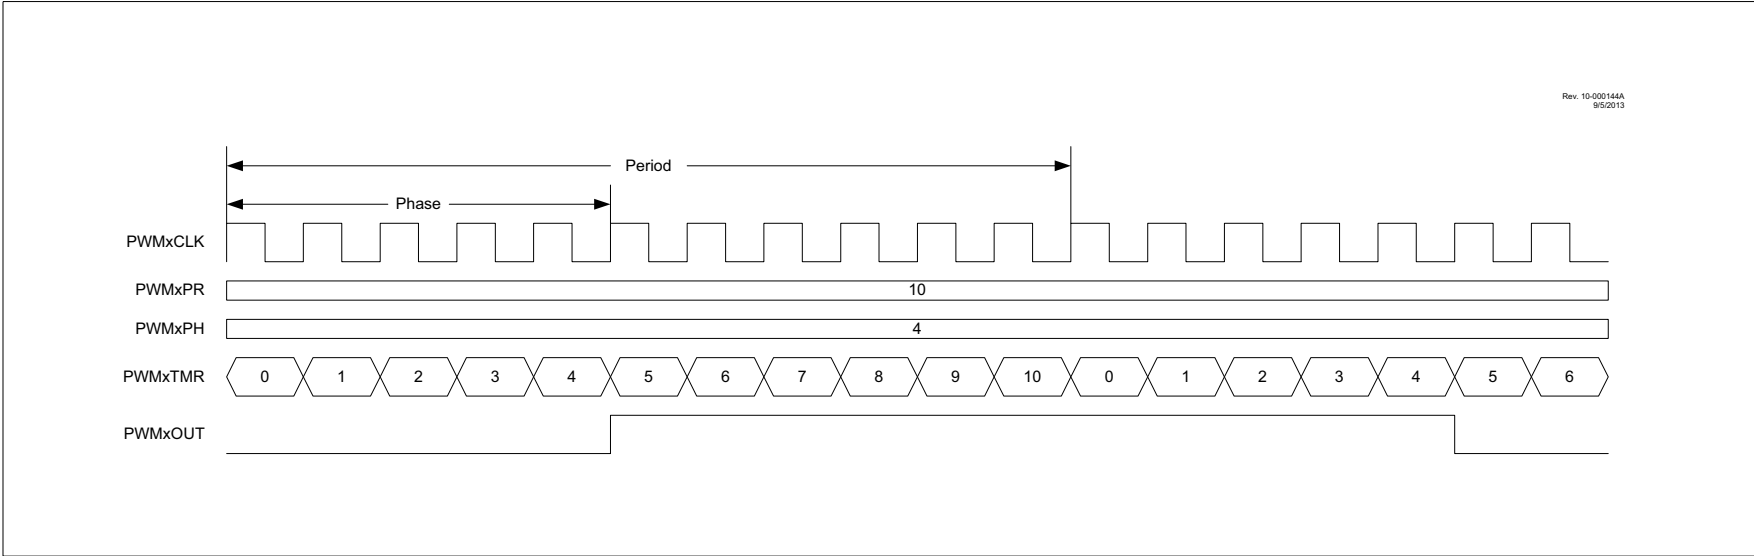 Rev. 10-000144A
9/5/2013
Period
Phase
PWMxCLK
PWMxPR 10
PWMxPH 4
PWMxTMR 0 1 2 3 4 5 6 7 8 9 10 0 1 2 3 4 5 6
PWMxOUT